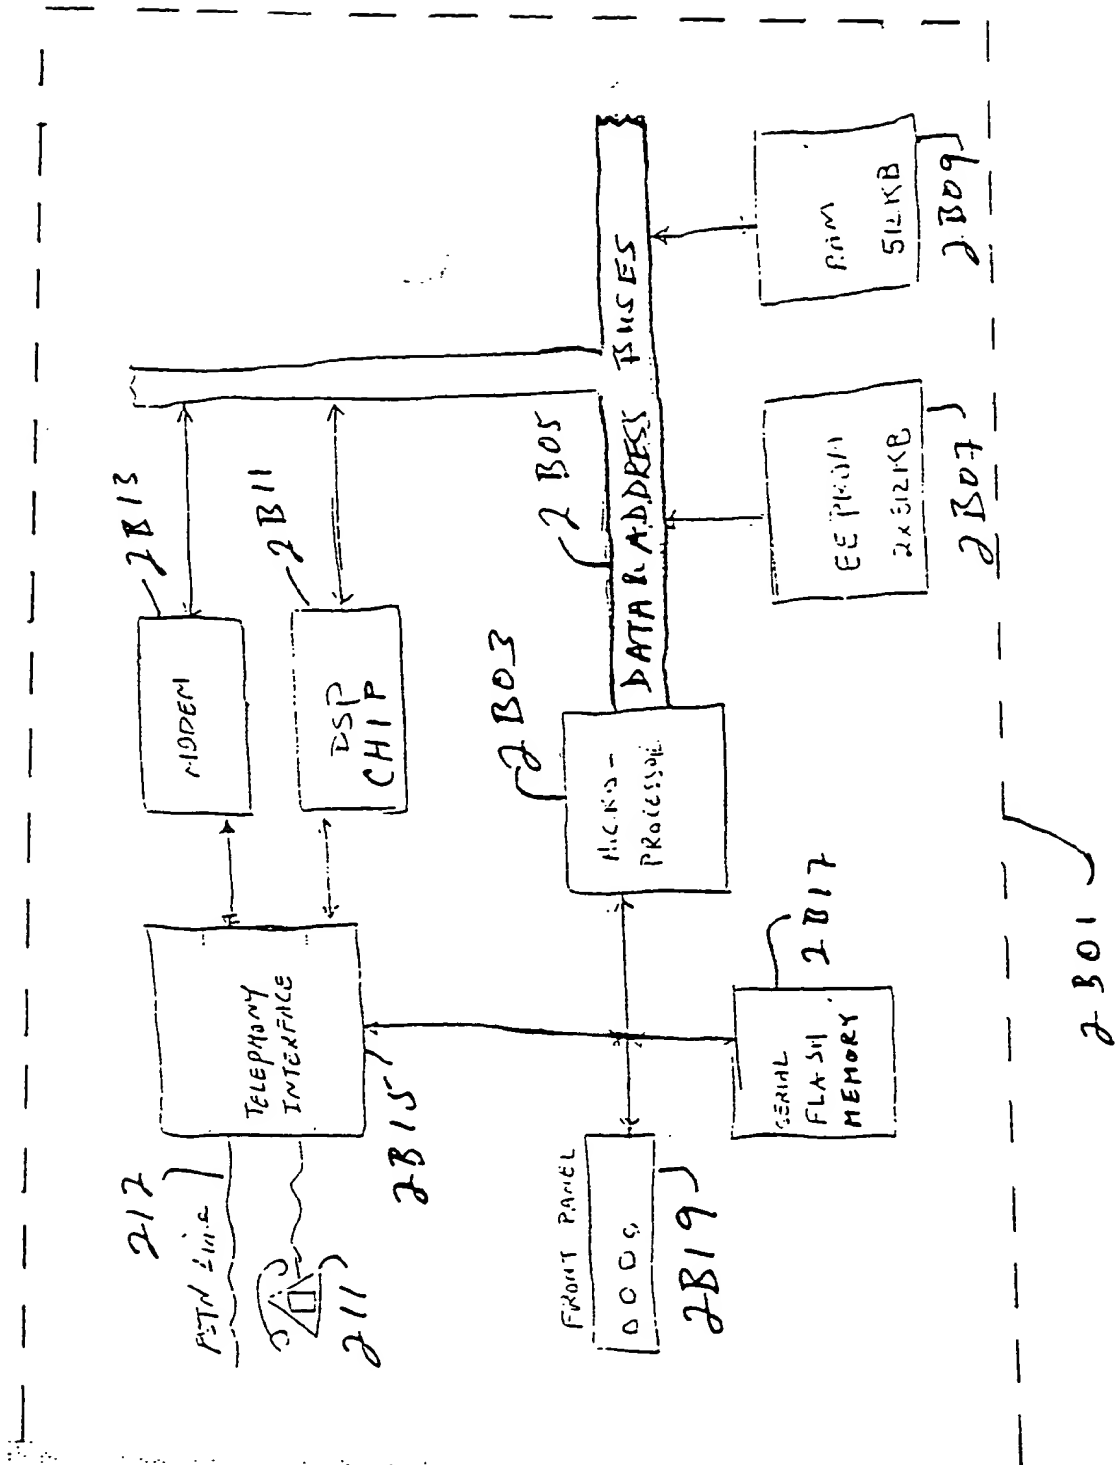 212
PSTN Line
211
TELEPHONY
INTERFACE
2B15
MODEM
2B13
DSP
CHIP
2B11
FRONT PANEL
2B19
SERIAL
FLASH
MEMORY
2B17
MICRO-
PROCESSOR
2B03
DATA & ADDRESS BUSES
2B05
EEPROM
2x512KB
2B07
RAM
512KB
2B09
2B01